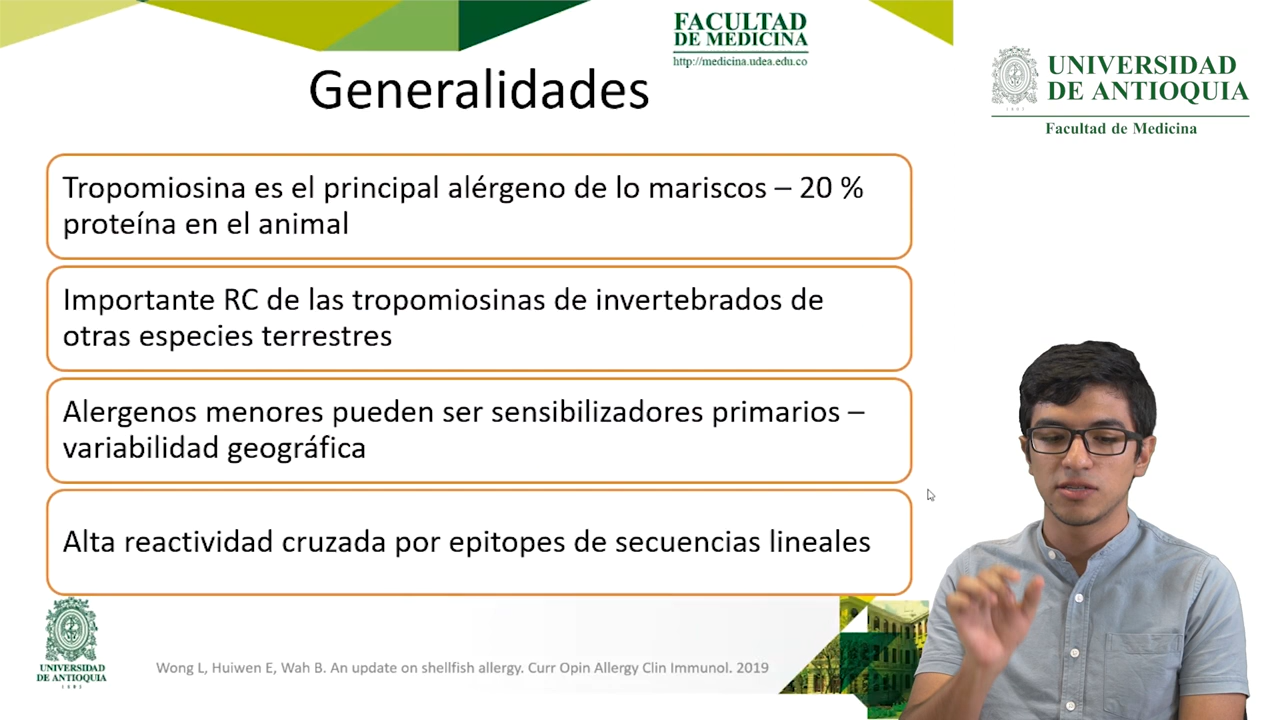 FACULTAD
DE MEDICINA
http://medicina.udea.edu.co
UNIVERSIDAD
DE ANTIOQUIA
1803
Facultad de Medicina
Generalidades
Tropomiosina es el principal alérgeno de lo mariscos – 20 %
proteína en el animal
Importante RC de las tropomiosinas de invertebrados de
otras especies terrestres
Alergenos menores pueden ser sensibilizadores primarios –
variabilidad geográfica
Alta reactividad cruzada por epitopes de secuencias lineales
UNIVERSIDAD
DE ANTIOQUIA
1803
Wong L, Huiwen E, Wah B. An update on shellfish allergy. Curr Opin Allergy Clin Immunol. 2019